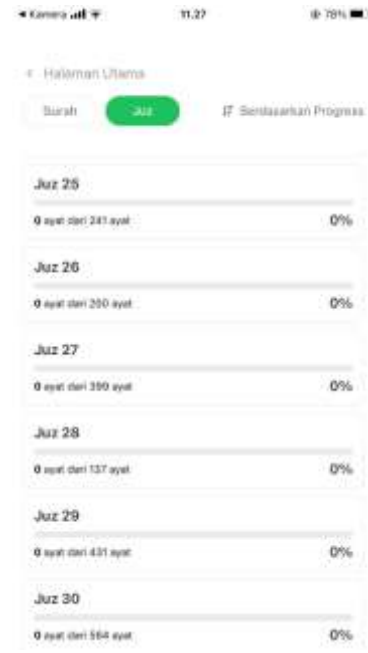 Kamera 11.27 78%
Halaman Utama
Surah Juz Berdasarkan Progress
Juz 25
0 ayat dari 241 ayat 0%
Juz 26
0 ayat dari 200 ayat 0%
Juz 27
0 ayat dari 399 ayat 0%
Juz 28
0 ayat dari 137 ayat 0%
Juz 29
0 ayat dari 431 ayat 0%
Juz 30
0 ayat dari 564 ayat 0%